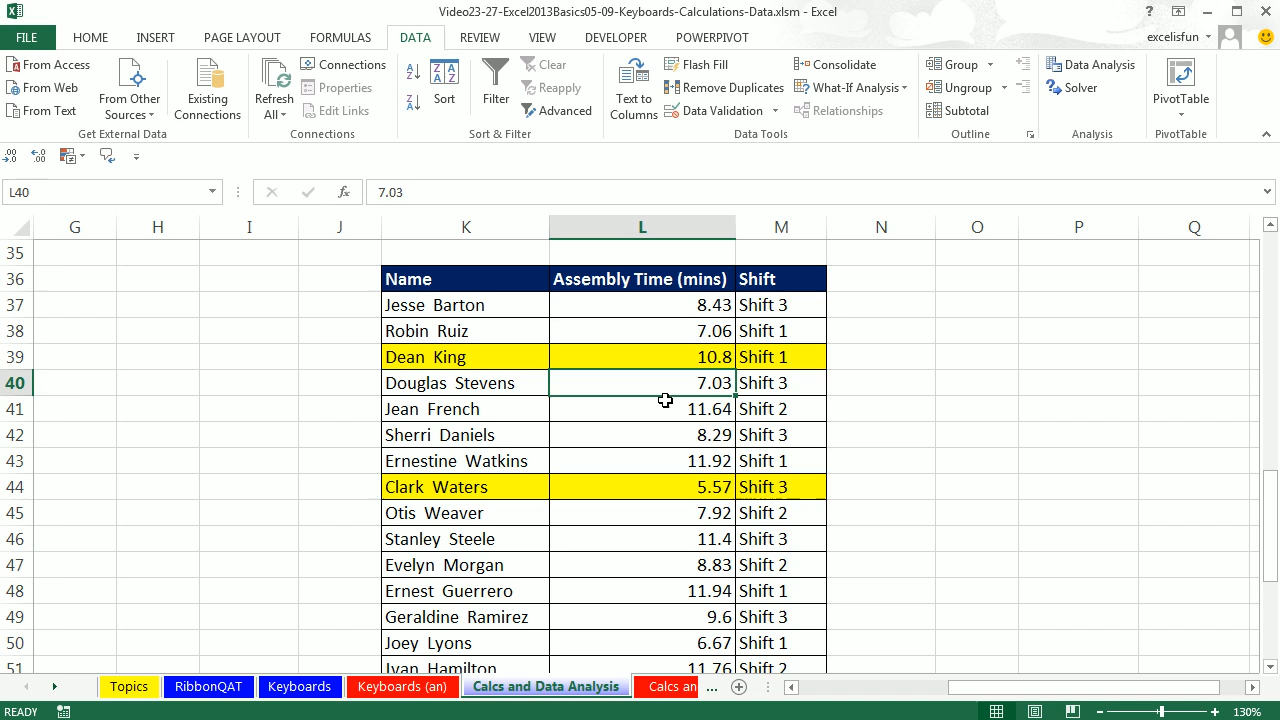 Video23-27-Excel2013Basics05-09-Keyboards-Calculations-Data.xlsm - Excel
FILE HOME INSERT PAGE LAYOUT FORMULAS DATA REVIEW VIEW DEVELOPER POWERPIVOT excelisfun
From Access
From Web
From Text
From Other Sources
Get External Data
Existing Connections
Refresh All
Connections
Properties
Edit Links
Connections
Sort
Filter
Clear
Reapply
Advanced
Sort & Filter
Text to Columns
Flash Fill
Remove Duplicates
Data Validation
Consolidate
What-If Analysis
Relationships
Data Tools
Group
Ungroup
Subtotal
Outline
Data Analysis
Solver
Analysis
PivotTable
PivotTable
L40 fx 7.03
G H I J K L M N O P Q
35
36 Name Assembly Time (mins) Shift
37 Jesse Barton 8.43 Shift 3
38 Robin Ruiz 7.06 Shift 1
39 Dean King 10.8 Shift 1
40 Douglas Stevens 7.03 Shift 3
41 Jean French 11.64 Shift 2
42 Sherri Daniels 8.29 Shift 3
43 Ernestine Watkins 11.92 Shift 1
44 Clark Waters 5.57 Shift 3
45 Otis Weaver 7.92 Shift 2
46 Stanley Steele 11.4 Shift 3
47 Evelyn Morgan 8.83 Shift 2
48 Ernest Guerrero 11.94 Shift 1
49 Geraldine Ramirez 9.6 Shift 3
50 Joey Lyons 6.67 Shift 1
51 Ivan Hamilton 11.76 Shift 2
Topics RibbonQAT Keyboards Keyboards (an) Calcs and Data Analysis Calcs an ...
READY 130%